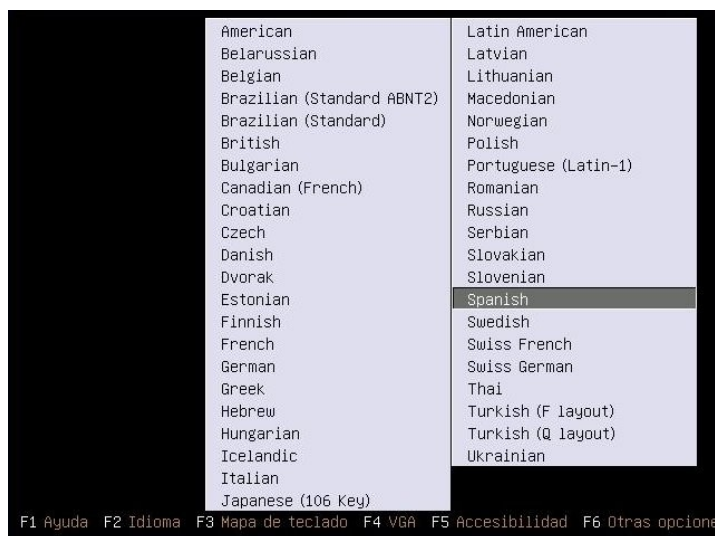 American
Belarussian
Belgian
Brazilian (Standard ABNT2)
Brazilian (Standard)
British
Bulgarian
Canadian (French)
Croatian
Czech
Danish
Dvorak
Estonian
Finnish
French
German
Greek
Hebrew
Hungarian
Icelandic
Italian
Japanese (106 Key)
Latin American
Latvian
Lithuanian
Macedonian
Norwegian
Polish
Portuguese (Latin-1)
Romanian
Russian
Serbian
Slovakian
Slovenian
Spanish
Swedish
Swiss French
Swiss German
Thai
Turkish (F layout)
Turkish (Q layout)
Ukrainian
F1 Ayuda F2 Idioma F3 Mapa de teclado F4 VGA F5 Accesibilidad F6 Otras opcione